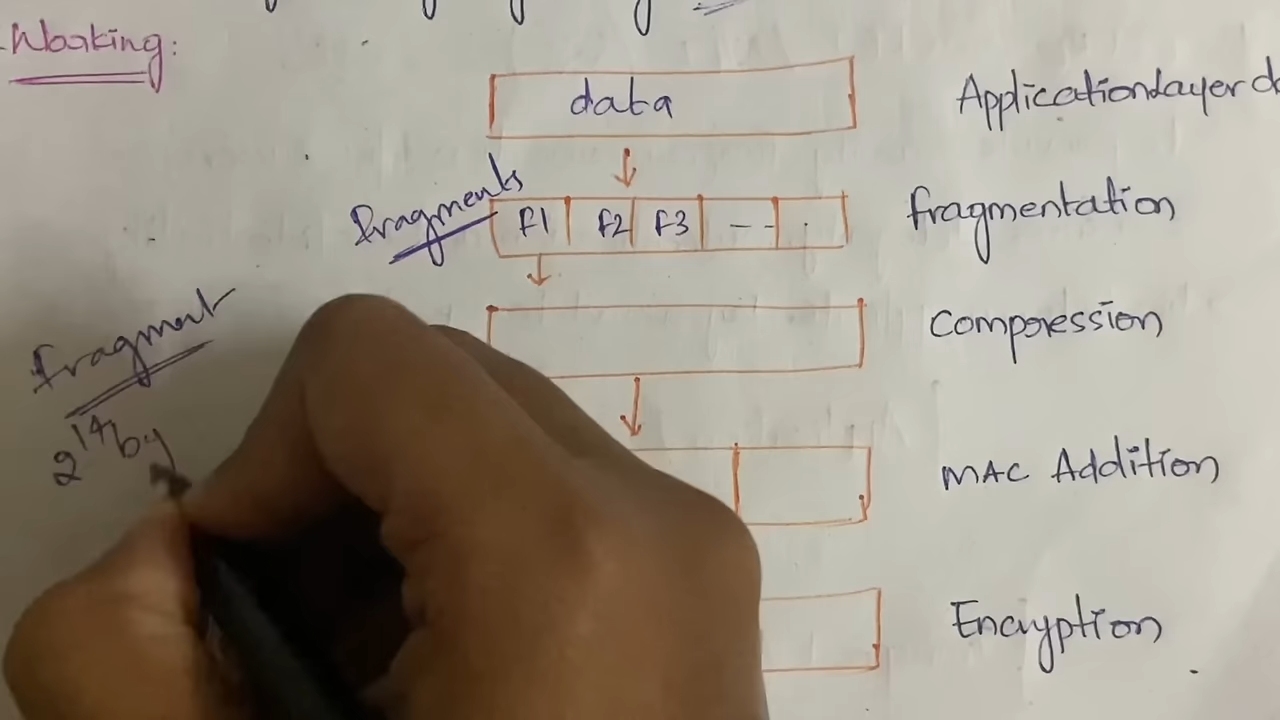 Working:
data
Application Layer d
Fragments
F1 F2 F3 -- .
Fragmentation
Fragment
2^14 by
Compression
MAC Addition
Encryption